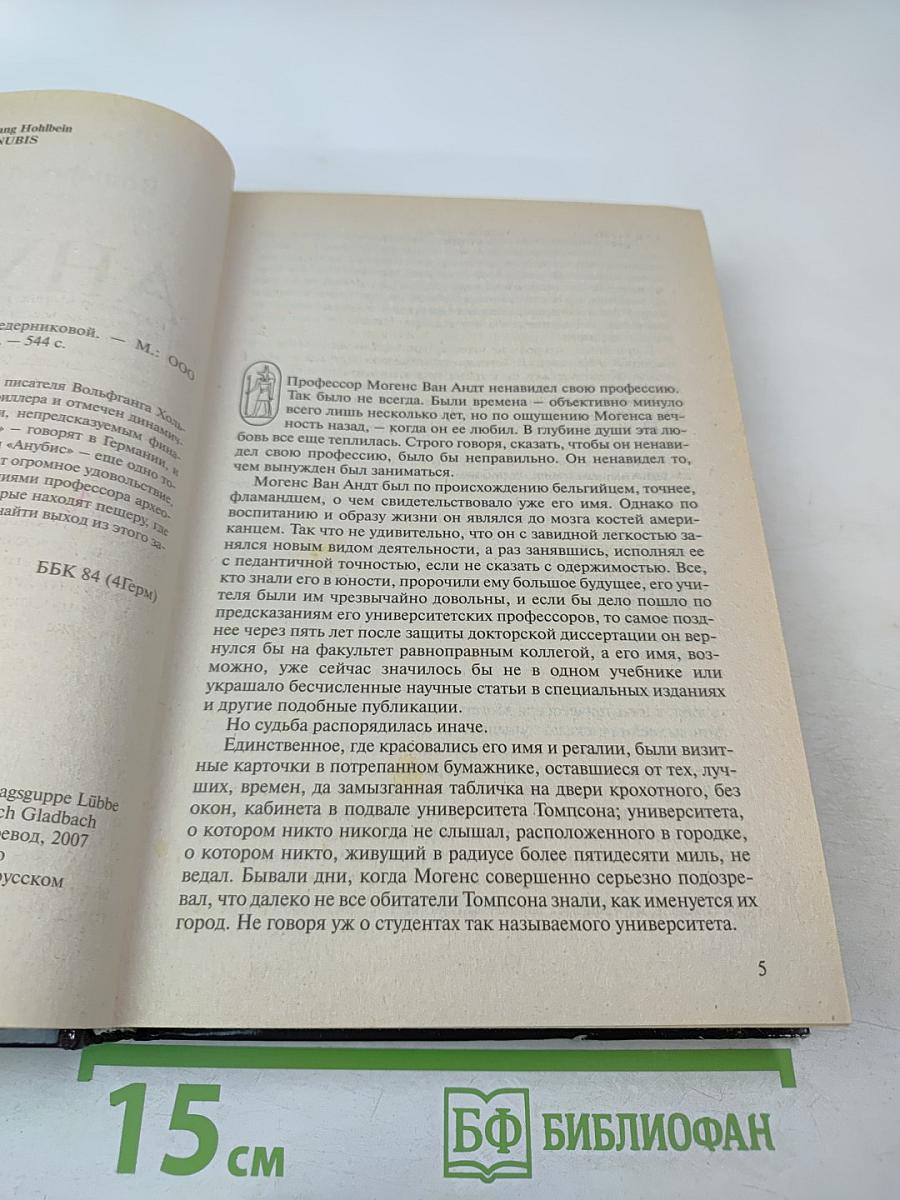 ang Hohlbein
NUBIS
едерниковой. — М.: ООО
. — 544 с.
писателя Вольфганга Холь-
риллера и отмечен динамич-
и, непредсказуемым фина-
» — говорят в Германии, и
«Анубис» — еще одно то-
т огромное удовольствие,
ниями профессора архео-
рые находят пещеру, где
найти выход из этого за-
ББК 84 (4Герм)
agsguppe Lübbe
ch Gladbach
ревод, 2007
о
русском
Профессор Могенс Ван Андт ненавидел свою профессию.
Так было не всегда. Были времена — объективно минуло
всего лишь несколько лет, но по ощущению Могенса веч-
ность назад, — когда он ее любил. В глубине души эта лю-
бовь все еще теплилась. Строго говоря, сказать, чтобы он ненави-
дел свою профессию, было бы неправильно. Он ненавидел то,
чем вынужден был заниматься.
Могенс Ван Андт был по происхождению бельгийцем, точнее,
фламандцем, о чем свидетельствовало уже его имя. Однако по
воспитанию и образу жизни он являлся до мозга костей амери-
канцем. Так что не удивительно, что он с завидной легкостью за-
нялся новым видом деятельности, а раз занявшись, исполнял ее
с педантичной точностью, если не сказать с одержимостью. Все,
кто знали его в юности, пророчили ему большое будущее, его учи-
теля были им чрезвычайно довольны, и если бы дело пошло по
предсказаниям его университетских профессоров, то самое позд-
нее через пять лет после защиты докторской диссертации он вер-
нулся бы на факультет равноправным коллегой, а его имя, воз-
можно, уже сейчас значилось бы не в одном учебнике или
украшало бесчисленные научные статьи в специальных изданиях
и другие подобные публикации.
Но судьба распорядилась иначе.
Единственное, где красовались его имя и регалии, были визит-
ные карточки в потрепанном бумажнике, оставшиеся от тех, луч-
ших, времен, да замызганная табличка на двери крохотного, без
окон, кабинета в подвале университета Томпсона; университета,
о котором никто никогда не слышал, расположенного в городке,
о котором никто, живущий в радиусе более пятидесяти миль, не
ведал. Бывали дни, когда Могенс совершенно серьезно подозре-
вал, что далеко не все обитатели Томпсона знали, как именуется их
город. Не говоря уж о студентах так называемого университета.
5
15 см
БФ БИБЛИОФАН